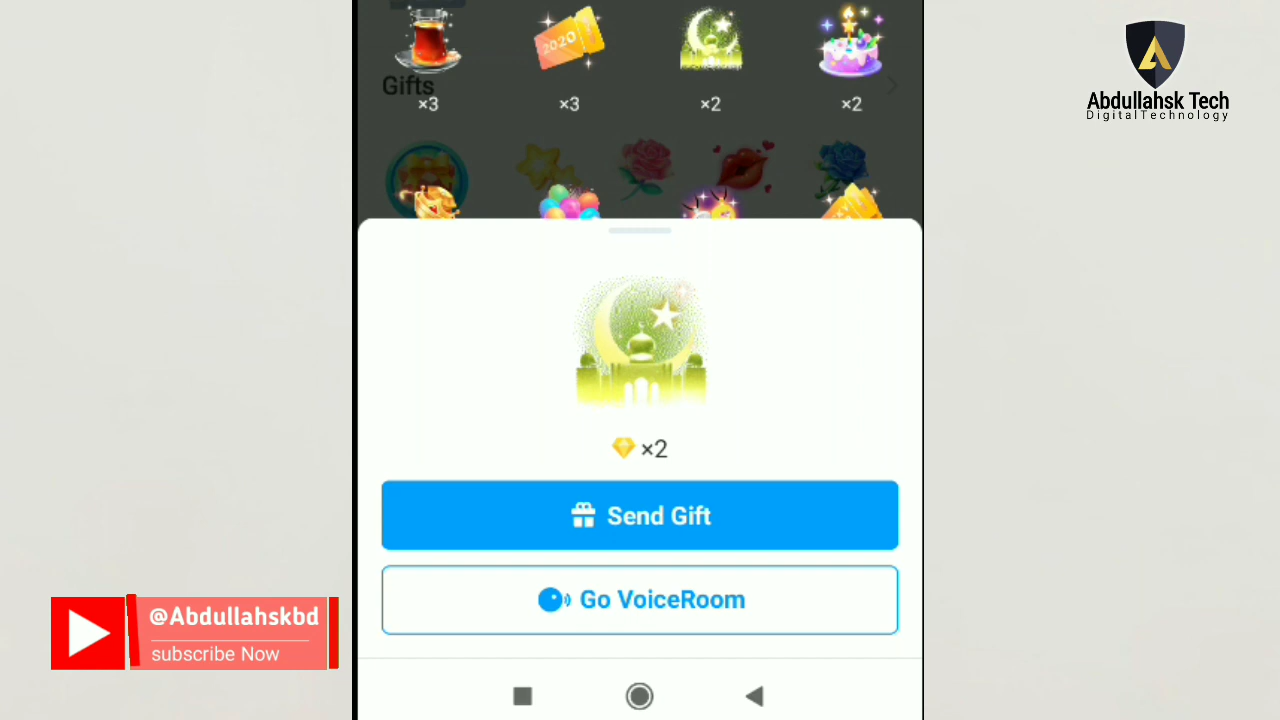 2020
Gifts
×3
×3
×2
×2
Abdullahsk Tech
DigitalTechnology
×2
Send Gift
Go VoiceRoom
@Abdullahskbd
subscribe Now